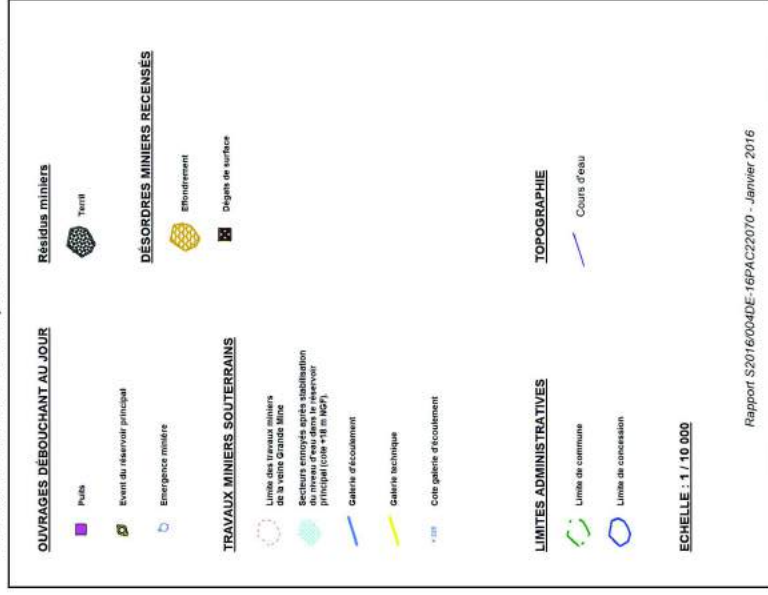 OUVRAGES DÉBOUCHANT AU JOUR
Puits
Event du réservoir principal
Emergence minière
Résidus miniers
Terril
DÉSORDRES MINIERS RECENSÉS
Effondrement
Dégats de surface
TRAVAUX MINIERS SOUTERRAINS
Limite des travaux miniers
de la veine Grande Mine
Secteurs ennoyés après stabilisation
du niveau d'eau dans le réservoir
principal (cote +18 m NGF).
Galerie d'écoulement
Galerie technique
Cote galerie d'écoulement
LIMITES ADMINISTRATIVES
Limite de commune
Limite de concession
TOPOGRAPHIE
Cours d'eau
ECHELLE : 1 / 10 000
Rapport S2016/004DE-16PAC22070 - Janvier 2016